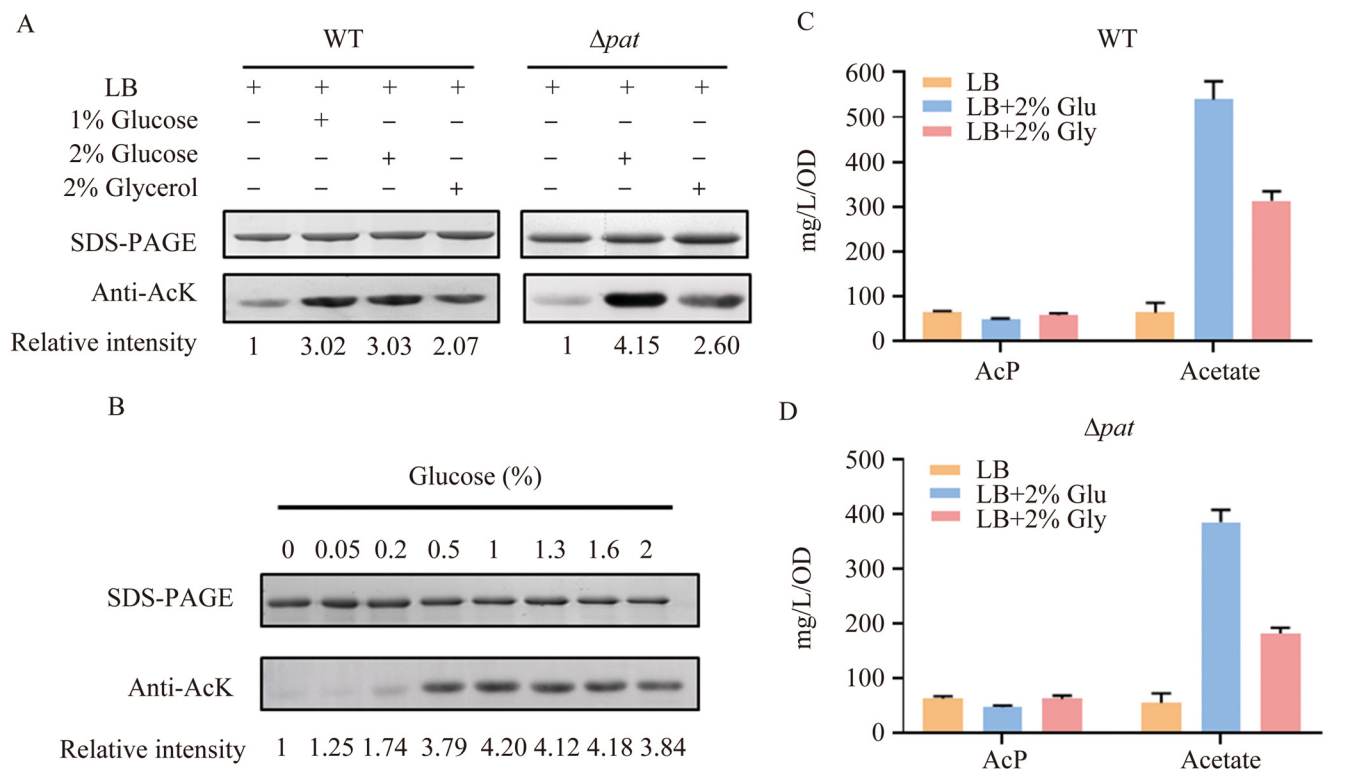 A
WT
Δpat
LB + + + + + + +
1% Glucose − + − − − − −
2% Glucose − − + − − + −
2% Glycerol − − − + − − +
SDS-PAGE
Anti-AcK
Relative intensity 1 3.02 3.03 2.07 1 4.15 2.60
B
Glucose (%)
0 0.05 0.2 0.5 1 1.3 1.6 2
SDS-PAGE
Anti-AcK
Relative intensity 1 1.25 1.74 3.79 4.20 4.12 4.18 3.84
C
WT
mg/L/OD
600
500
400
300
200
100
0
LB
LB+2% Glu
LB+2% Gly
AcP Acetate
D
Δpat
mg/L/OD
500
400
300
200
100
0
LB
LB+2% Glu
LB+2% Gly
AcP Acetate